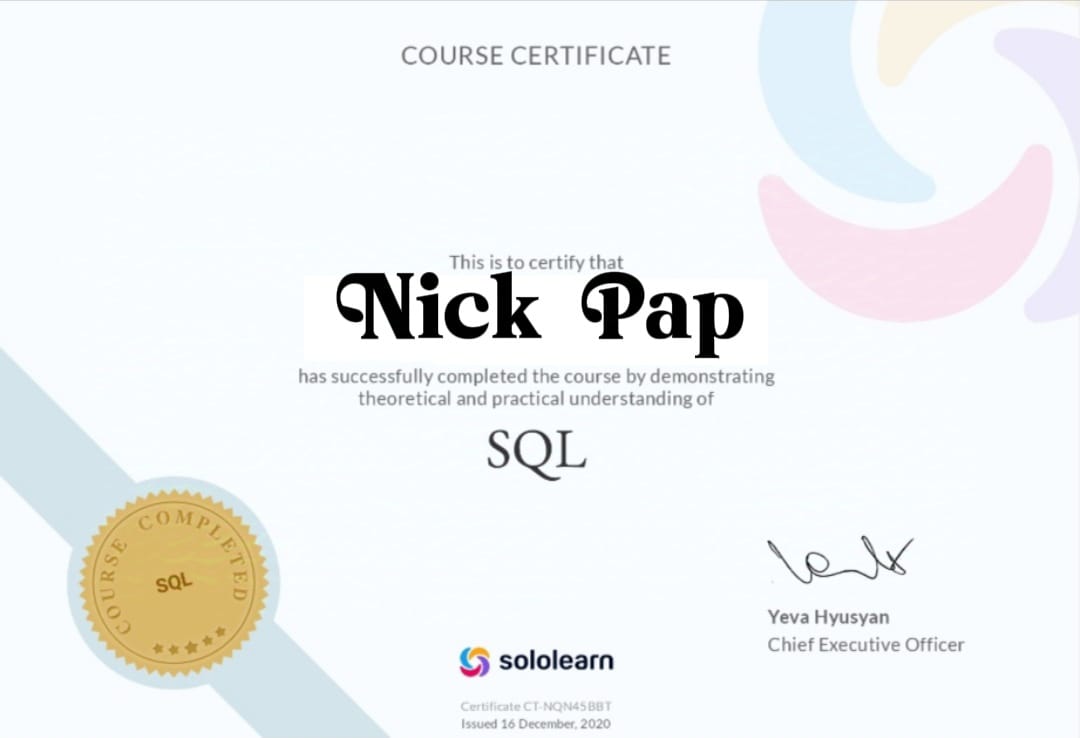 COURSE CERTIFICATE
This is to certify that
Nick Pap
has successfully completed the course by demonstrating
theoretical and practical understanding of
SQL
COURSE COMPLETED
SQL
Yeva Hyusyan
Chief Executive Officer
sololearn
Certificate CT-NQN45BBT
Issued 16 December, 2020